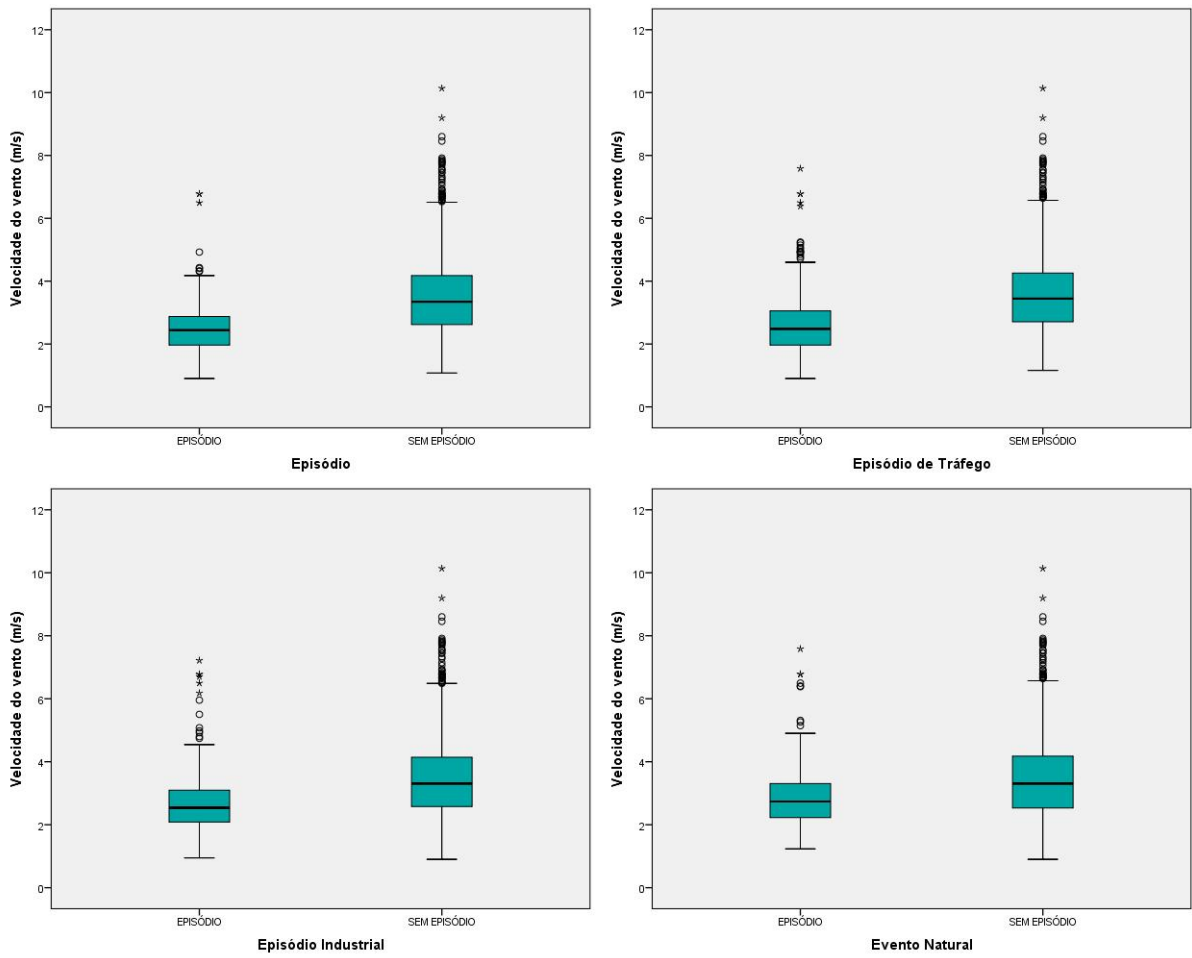 Velocidade do vento (m/s)
12
10
8
6
4
2
0
EPISÓDIO
SEM EPISÓDIO
Episódio
Velocidade do vento (m/s)
12
10
8
6
4
2
0
EPISÓDIO
SEM EPISÓDIO
Episódio de Tráfego
Velocidade do vento (m/s)
12
10
8
6
4
2
0
EPISÓDIO
SEM EPISÓDIO
Episódio Industrial
Velocidade do vento (m/s)
12
10
8
6
4
2
0
EPISÓDIO
SEM EPISÓDIO
Evento Natural